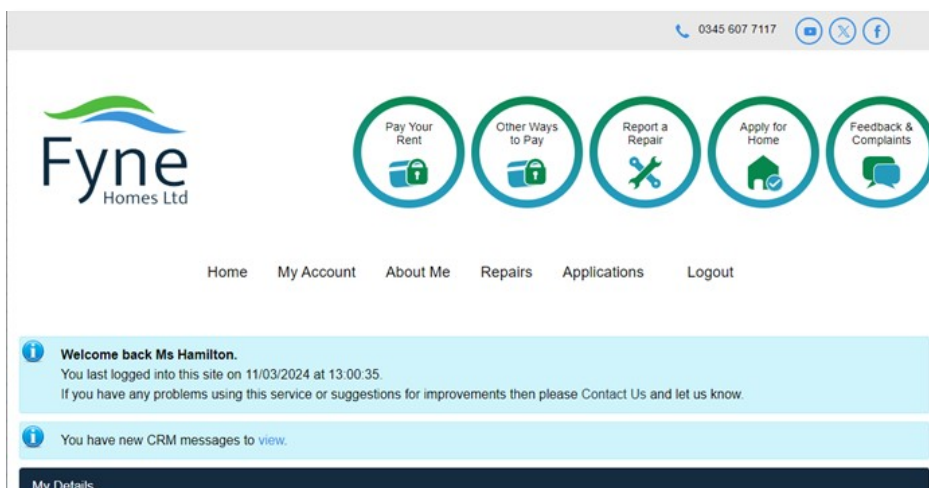 0345 607 7117
Fyne
Homes Ltd
Pay Your
Rent
Other Ways
to Pay
Report a
Repair
Apply for
Home
Feedback &
Complaints
Home My Account About Me Repairs Applications Logout
Welcome back Ms Hamilton.
You last logged into this site on 11/03/2024 at 13:00:35.
If you have any problems using this service or suggestions for improvements then please Contact Us and let us know.
You have new CRM messages to view.
My Details